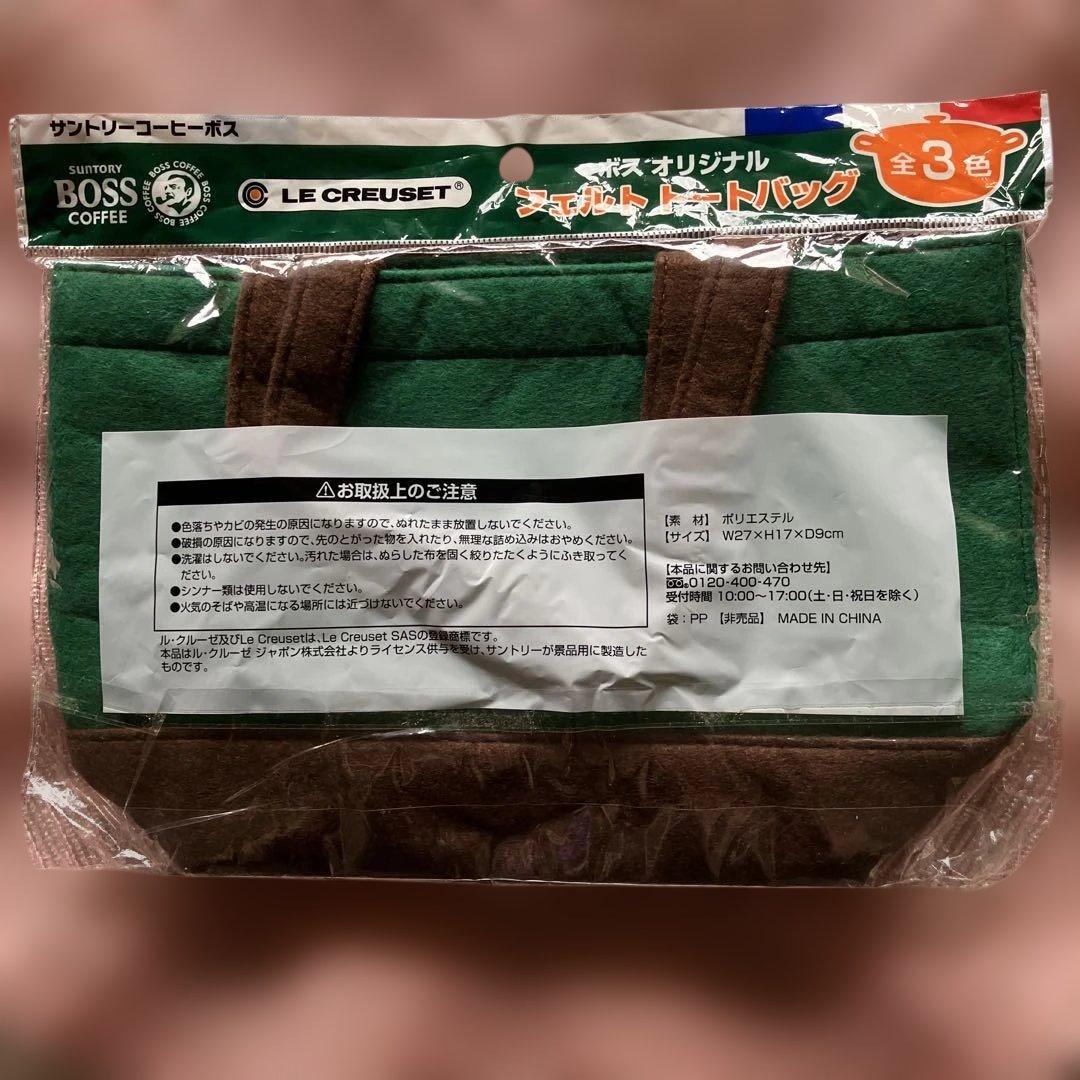 サントリーコーヒーボス
SUNTORY
BOSS
COFFEE
BOSS COFFEE BOSS COFFEE BOSS COFFEE
LE CREUSET®
ボス オリジナル
フェルト トートバッグ
全3色
⚠お取扱上のご注意
●色落ちやカビの発生の原因になりますので、ぬれたまま放置しないでください。
●破損の原因になりますので、先のとがった物を入れたり、無理な詰め込みはおやめください。
●洗濯はしないでください。汚れた場合は、ぬらした布を固く絞りたたくようにふき取ってく
ださい。
●シンナー類は使用しないでください。
●火気のそばや高温になる場所には近づけないでください。
ル・クルーゼ及びLe Creusetは、Le Creuset SASの登録商標です。
本品はル・クルーゼ ジャポン株式会社よりライセンス供与を受け、サントリーが景品用に製造した
ものです。
【素 材】 ポリエステル
【サイズ】 W27×H17×D9cm
【本品に関するお問い合わせ先】
0120-400-470
受付時間 10:00〜17:00(土・日・祝日を除く)
袋:PP 【非売品】 MADE IN CHINA